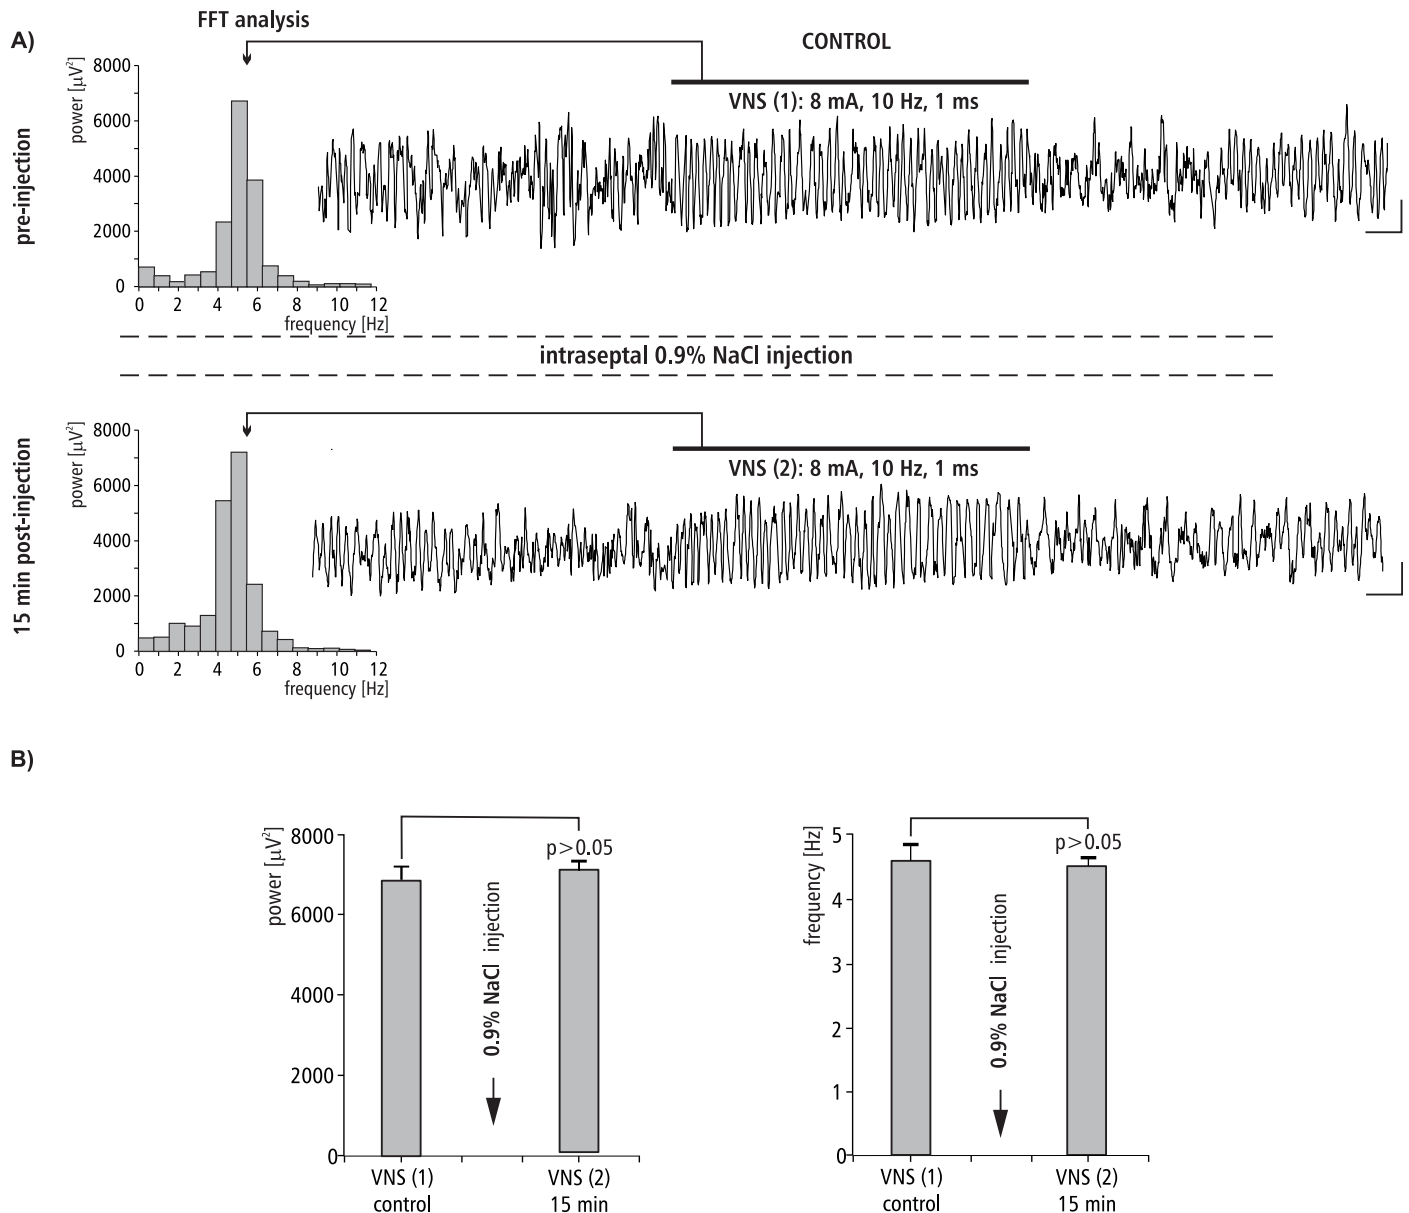 A)
FFT analysis
CONTROL
pre-injection
power [µV²]
8000
6000
4000
2000
0
0 2 4 6 8 10 12
frequency [Hz]
VNS (1): 8 mA, 10 Hz, 1 ms
intraseptal 0.9% NaCl injection
15 min post-injection
power [µV²]
8000
6000
4000
2000
0
0 2 4 6 8 10 12
frequency [Hz]
VNS (2): 8 mA, 10 Hz, 1 ms
B)
power [µV²]
8000
6000
4000
2000
0
p>0.05
0.9% NaCl injection
VNS (1)
control
VNS (2)
15 min
frequency [Hz]
5
4
3
2
1
0
p>0.05
0.9% NaCl injection
VNS (1)
control
VNS (2)
15 min